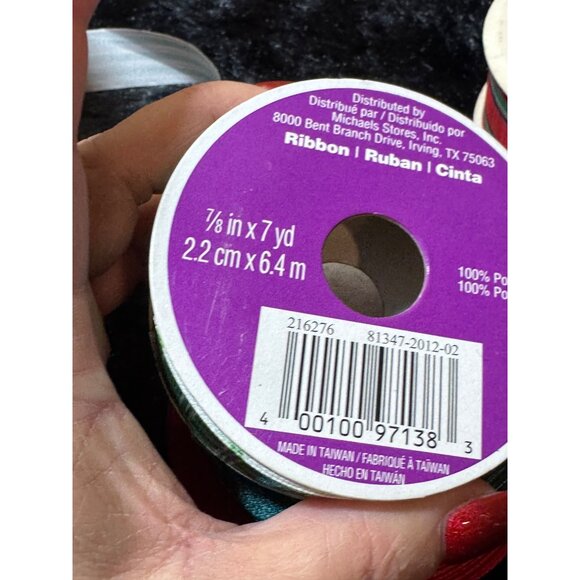 Distributed by
Distribué par / Distribuido por
Michaels Stores, Inc.
8000 Bent Branch Drive, Irving, TX 75063
Ribbon | Ruban | Cinta
⅞ in x 7 yd
2.2 cm x 6.4 m
100% Po
100% Po
216276 81347-2012-02
4 00100 97138 3
MADE IN TAIWAN / FABRIQUÉ À TAÏWAN
HECHO EN TAIWÁN